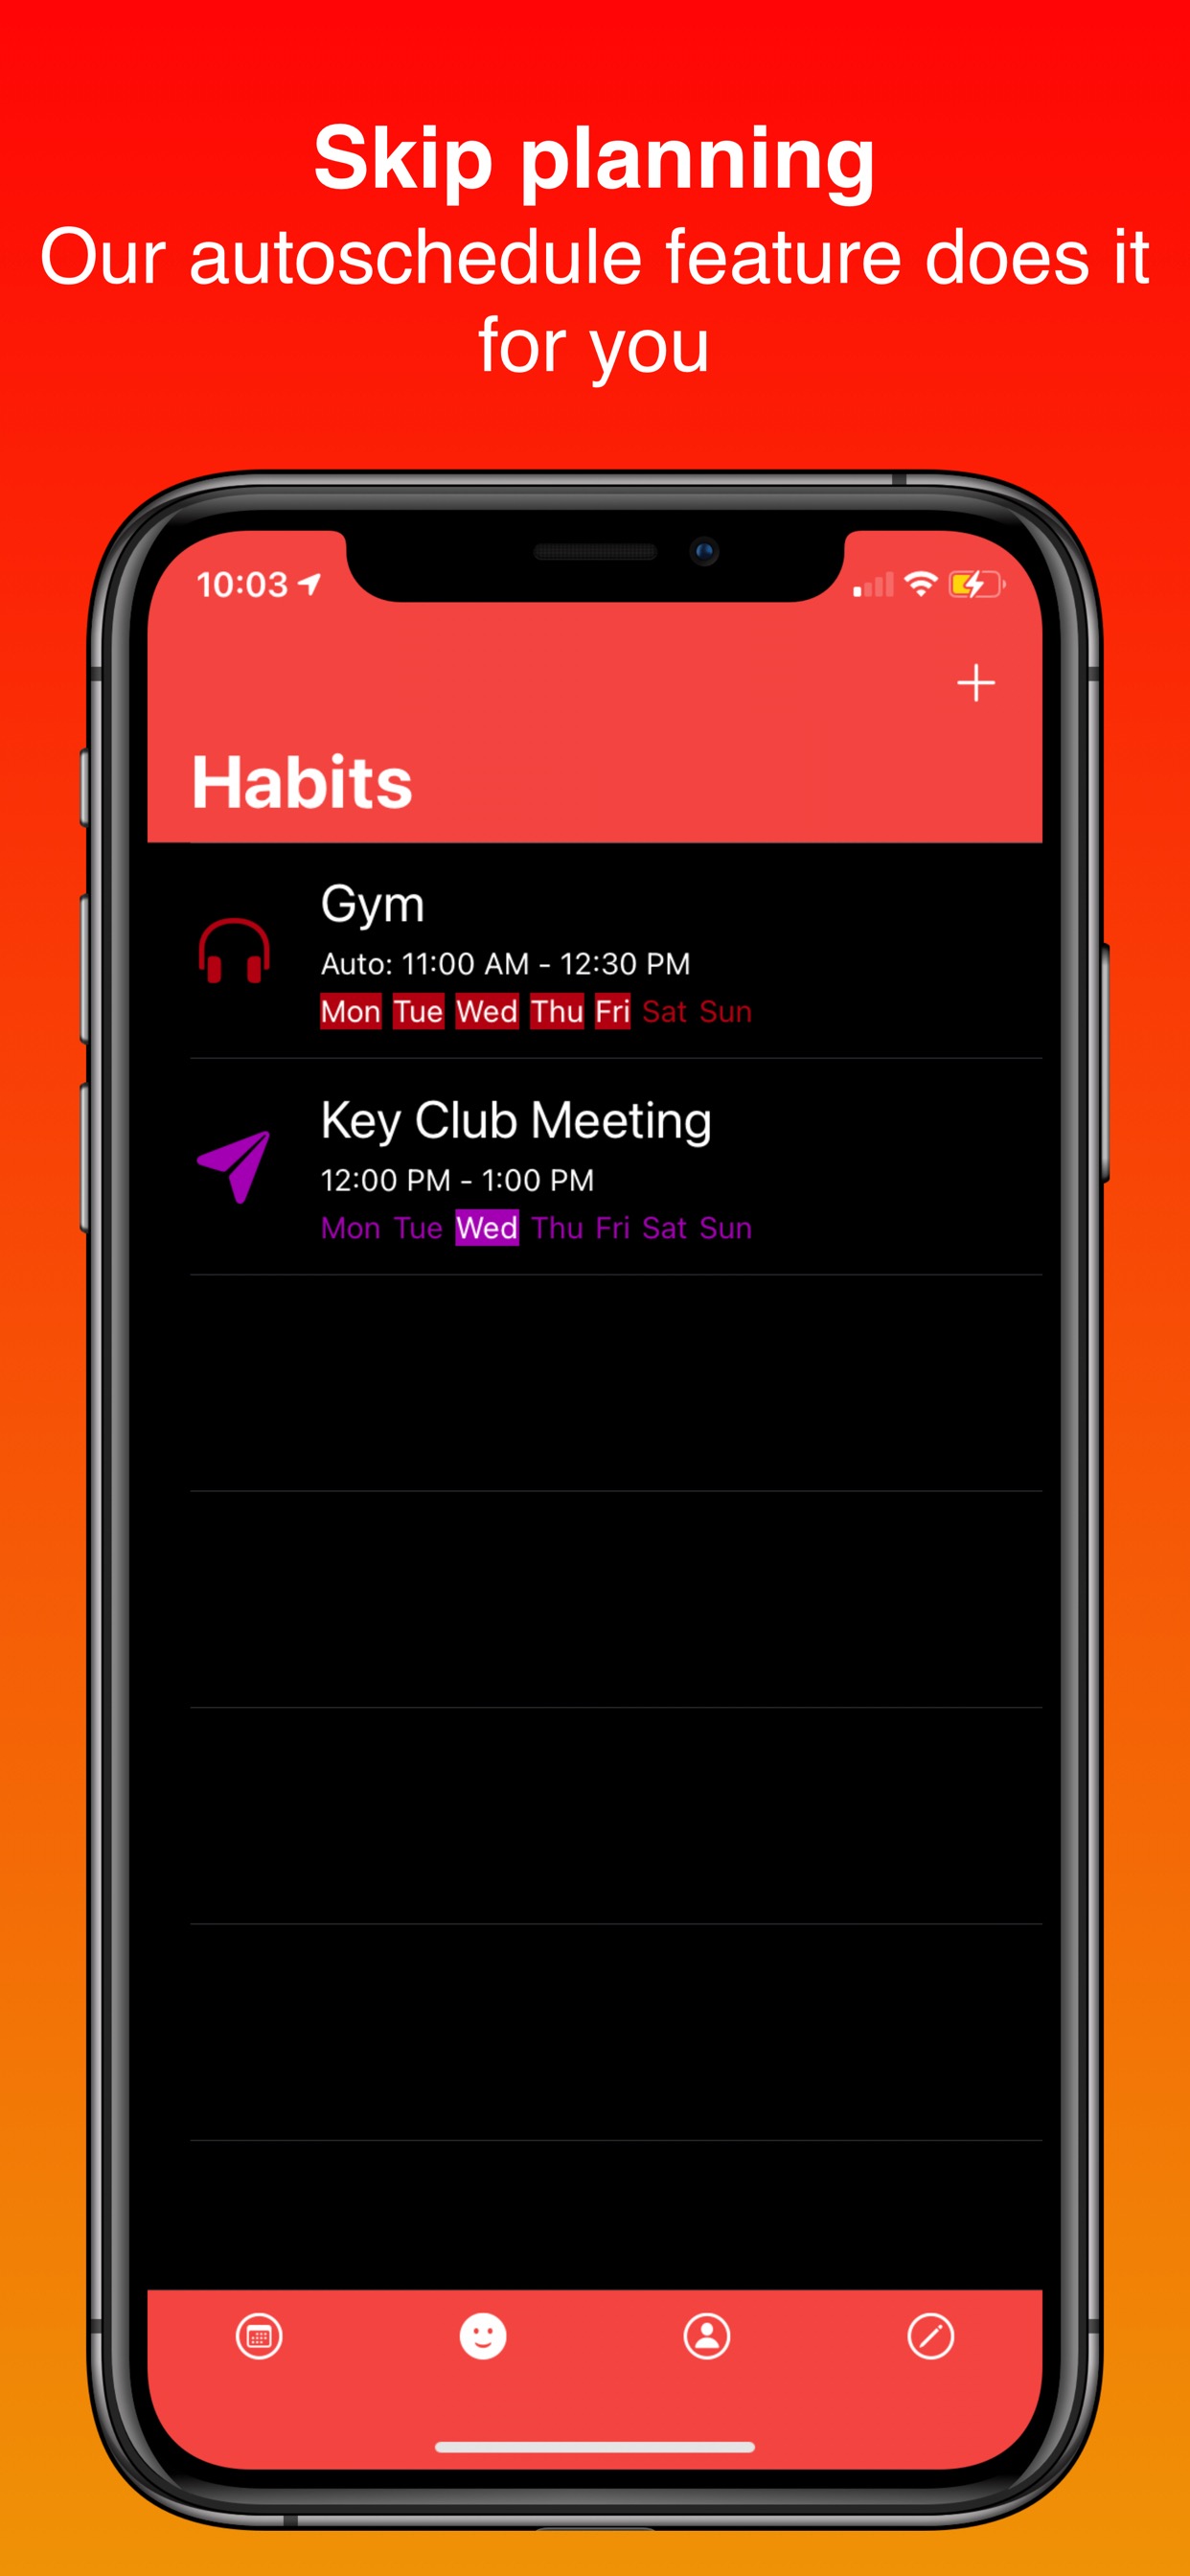 Skip planning
Our autoschedule feature does it
for you
10:03
Habits
Gym
Auto: 11:00 AM - 12:30 PM
Mon Tue Wed Thu Fri Sat Sun
Key Club Meeting
12:00 PM - 1:00 PM
Mon Tue Wed Thu Fri Sat Sun